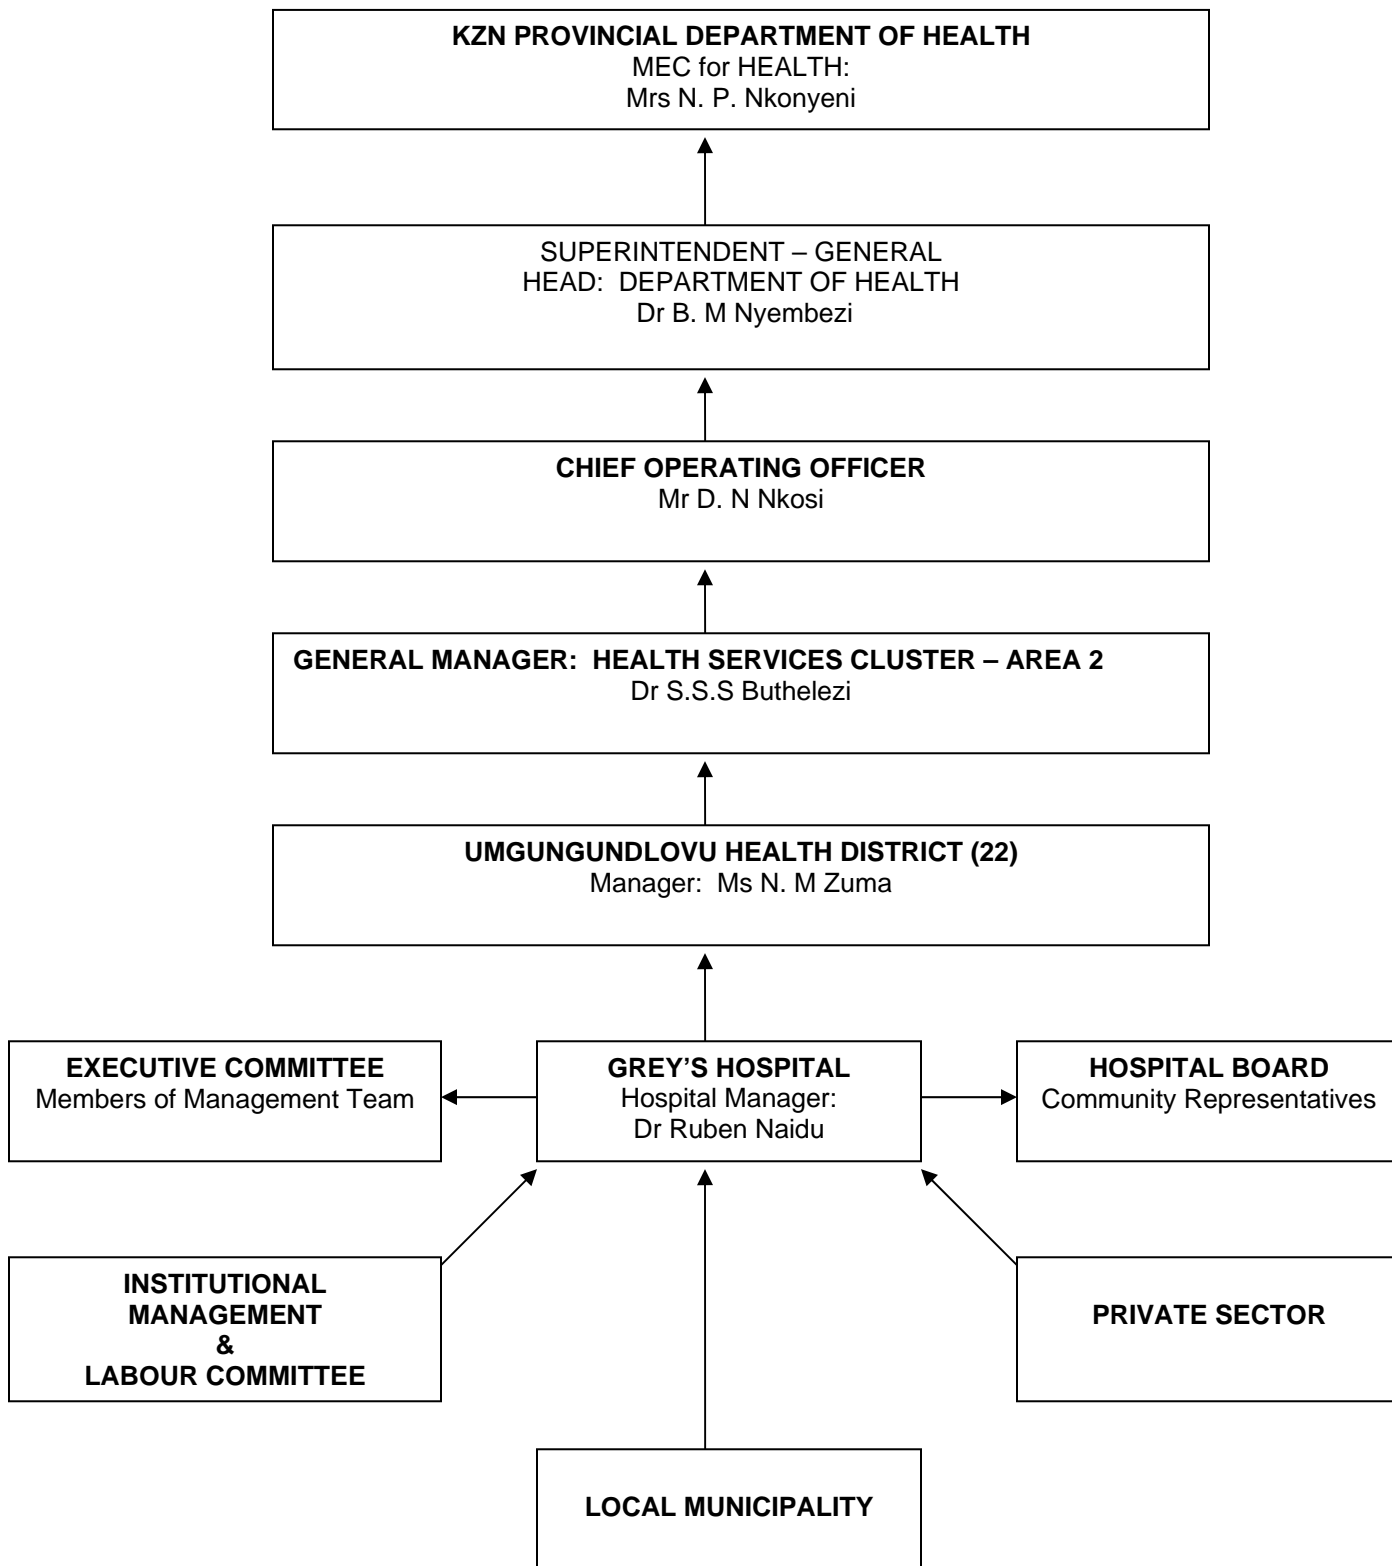 KZN PROVINCIAL DEPARTMENT OF HEALTH
MEC for HEALTH:
Mrs N. P. Nkonyeni
SUPERINTENDENT – GENERAL
HEAD:  DEPARTMENT OF HEALTH
Dr B. M Nyembezi
CHIEF OPERATING OFFICER
Mr D. N Nkosi
GENERAL MANAGER:  HEALTH SERVICES CLUSTER – AREA 2
Dr S.S.S Buthelezi
UMGUNGUNDLOVU HEALTH DISTRICT (22)
Manager:  Ms N. M Zuma
EXECUTIVE COMMITTEE
Members of Management Team
GREY’S HOSPITAL
Hospital Manager:
Dr Ruben Naidu
HOSPITAL BOARD
Community Representatives
INSTITUTIONAL
MANAGEMENT
&
LABOUR COMMITTEE
PRIVATE SECTOR
LOCAL MUNICIPALITY